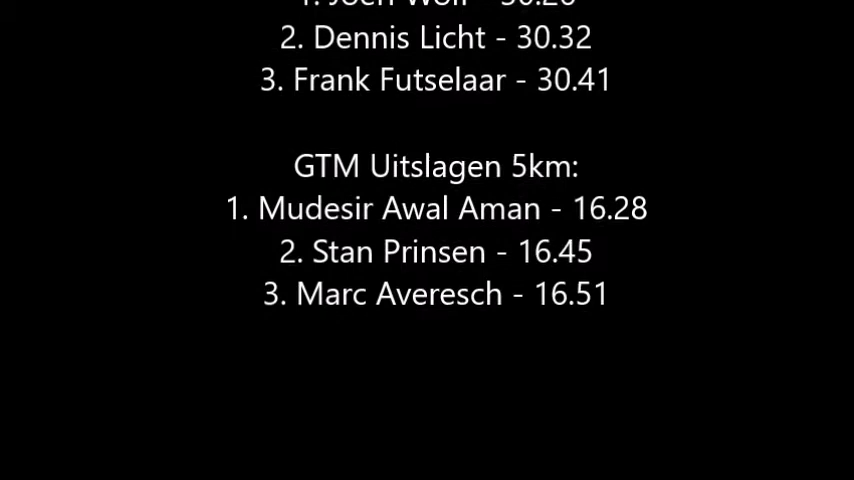 2. Dennis Licht - 30.32
3. Frank Futselaar - 30.41
GTM Uitslagen 5km:
1. Mudesir Awal Aman - 16.28
2. Stan Prinsen - 16.45
3. Marc Averesch - 16.51